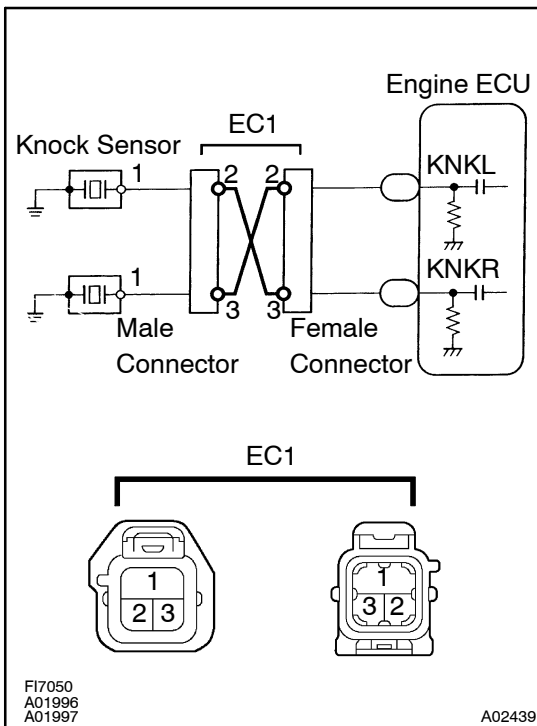 Engine ECU
EC1
Knock Sensor
1
2
2
KNKL
1
3
3
KNKR
Male
Connector
Female
Connector
EC1
1
2 3
1
3 2
FI7050
A01996
A01997
A02439